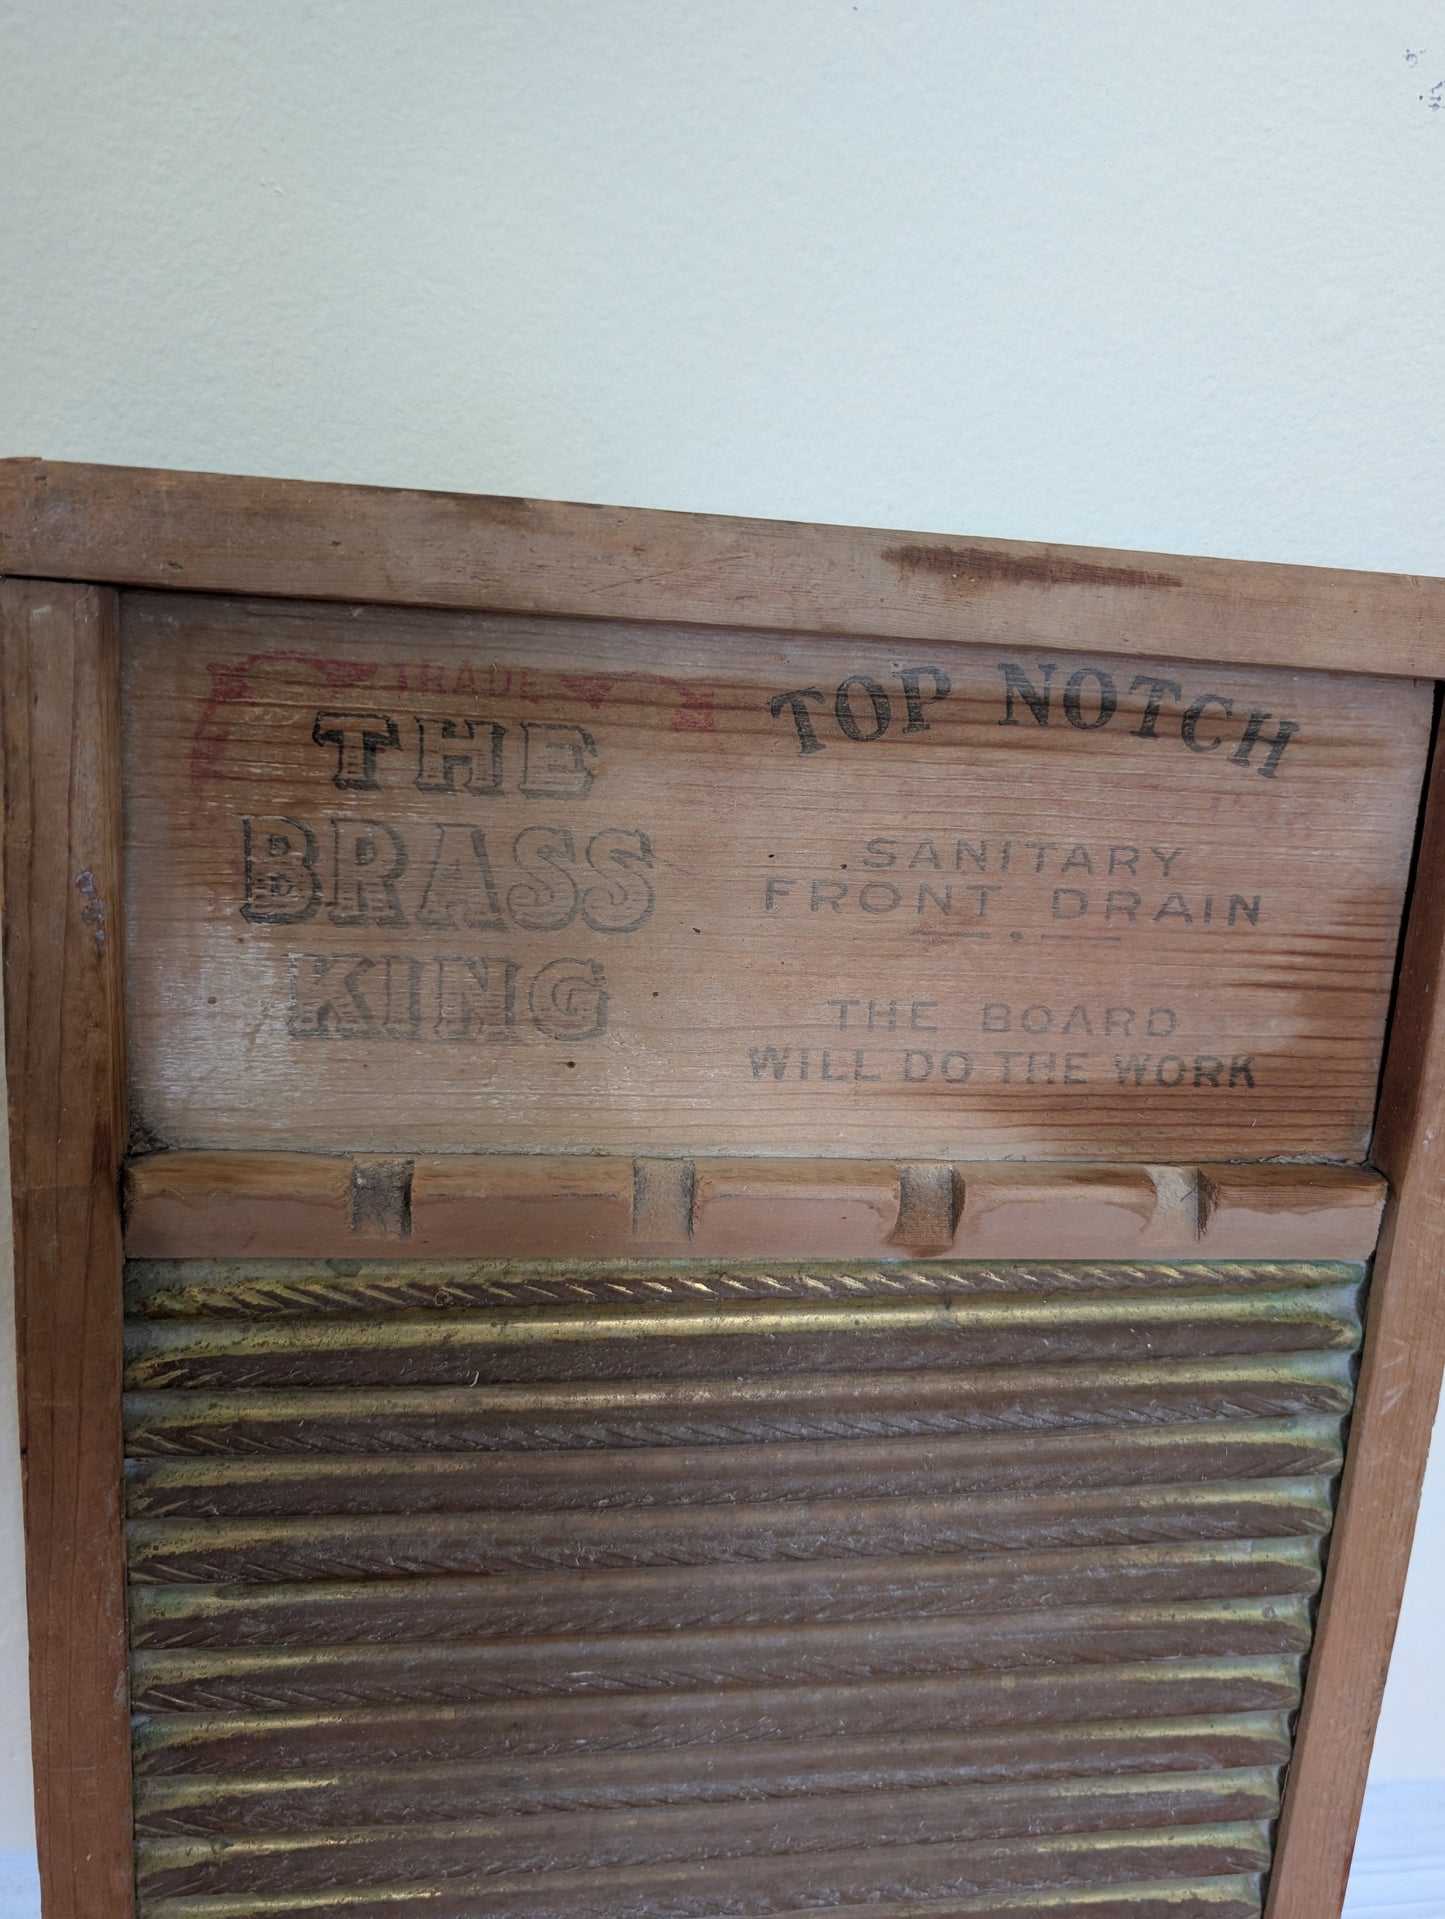 TRADE
THE
BRASS
KING
TOP NOTCH
SANITARY
FRONT DRAIN
THE BOARD
WILL DO THE WORK